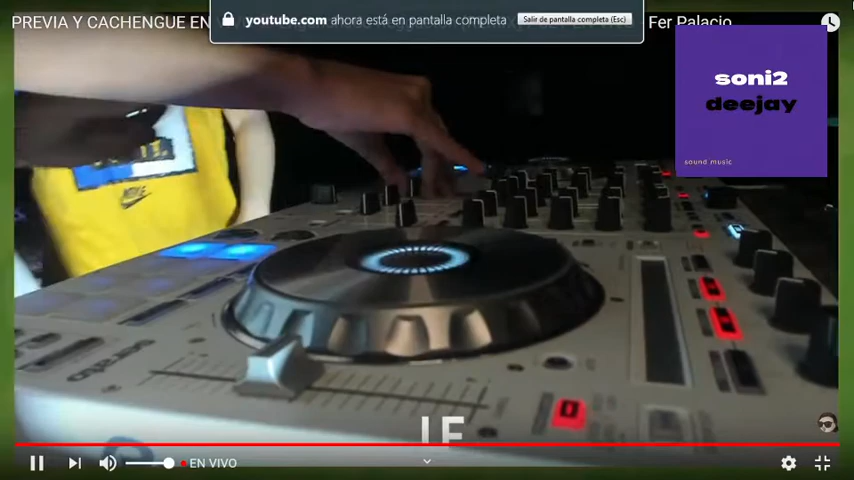 PREVIA Y CACHENGUE EN
youtube.com ahora está en pantalla completa
Salir de pantalla completa (Esc)
Fer Palacio
soni2
deejay
sound music
serato
EN VIVO